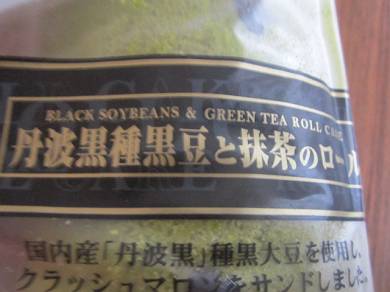 BLACK SOYBEANS & GREEN TEA ROLL
丹波黒種黒豆と抹茶のロール
国内産「丹波黒」種黒大豆を使用し、
クラッシュマロンをサンドしました。